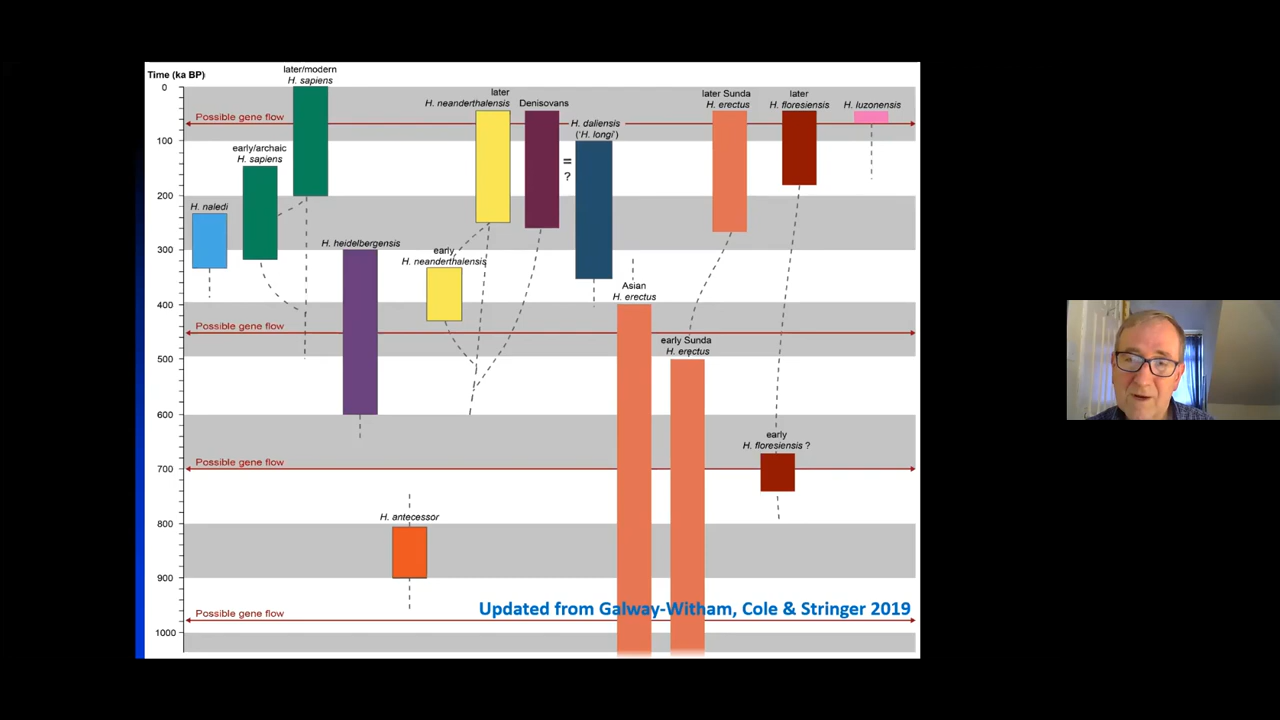 Time (ka BP)
later/modern
H. sapiens
0
later
H. neanderthalensis
Denisovans
later Sunda
H. erectus
later
H. floresiensis
H. luzonensis
Possible gene flow
H. daliensis
('H. longi')
100
early/archaic
H. sapiens
=
?
200
H. naledi
300
H. heidelbergensis
early
H. neanderthalensis
Asian
H. erectus
400
Possible gene flow
early Sunda
H. erectus
500
600
early
H. floresiensis ?
Possible gene flow
700
H. antecessor
800
900
Updated from Galway-Witham, Cole & Stringer 2019
Possible gene flow
1000